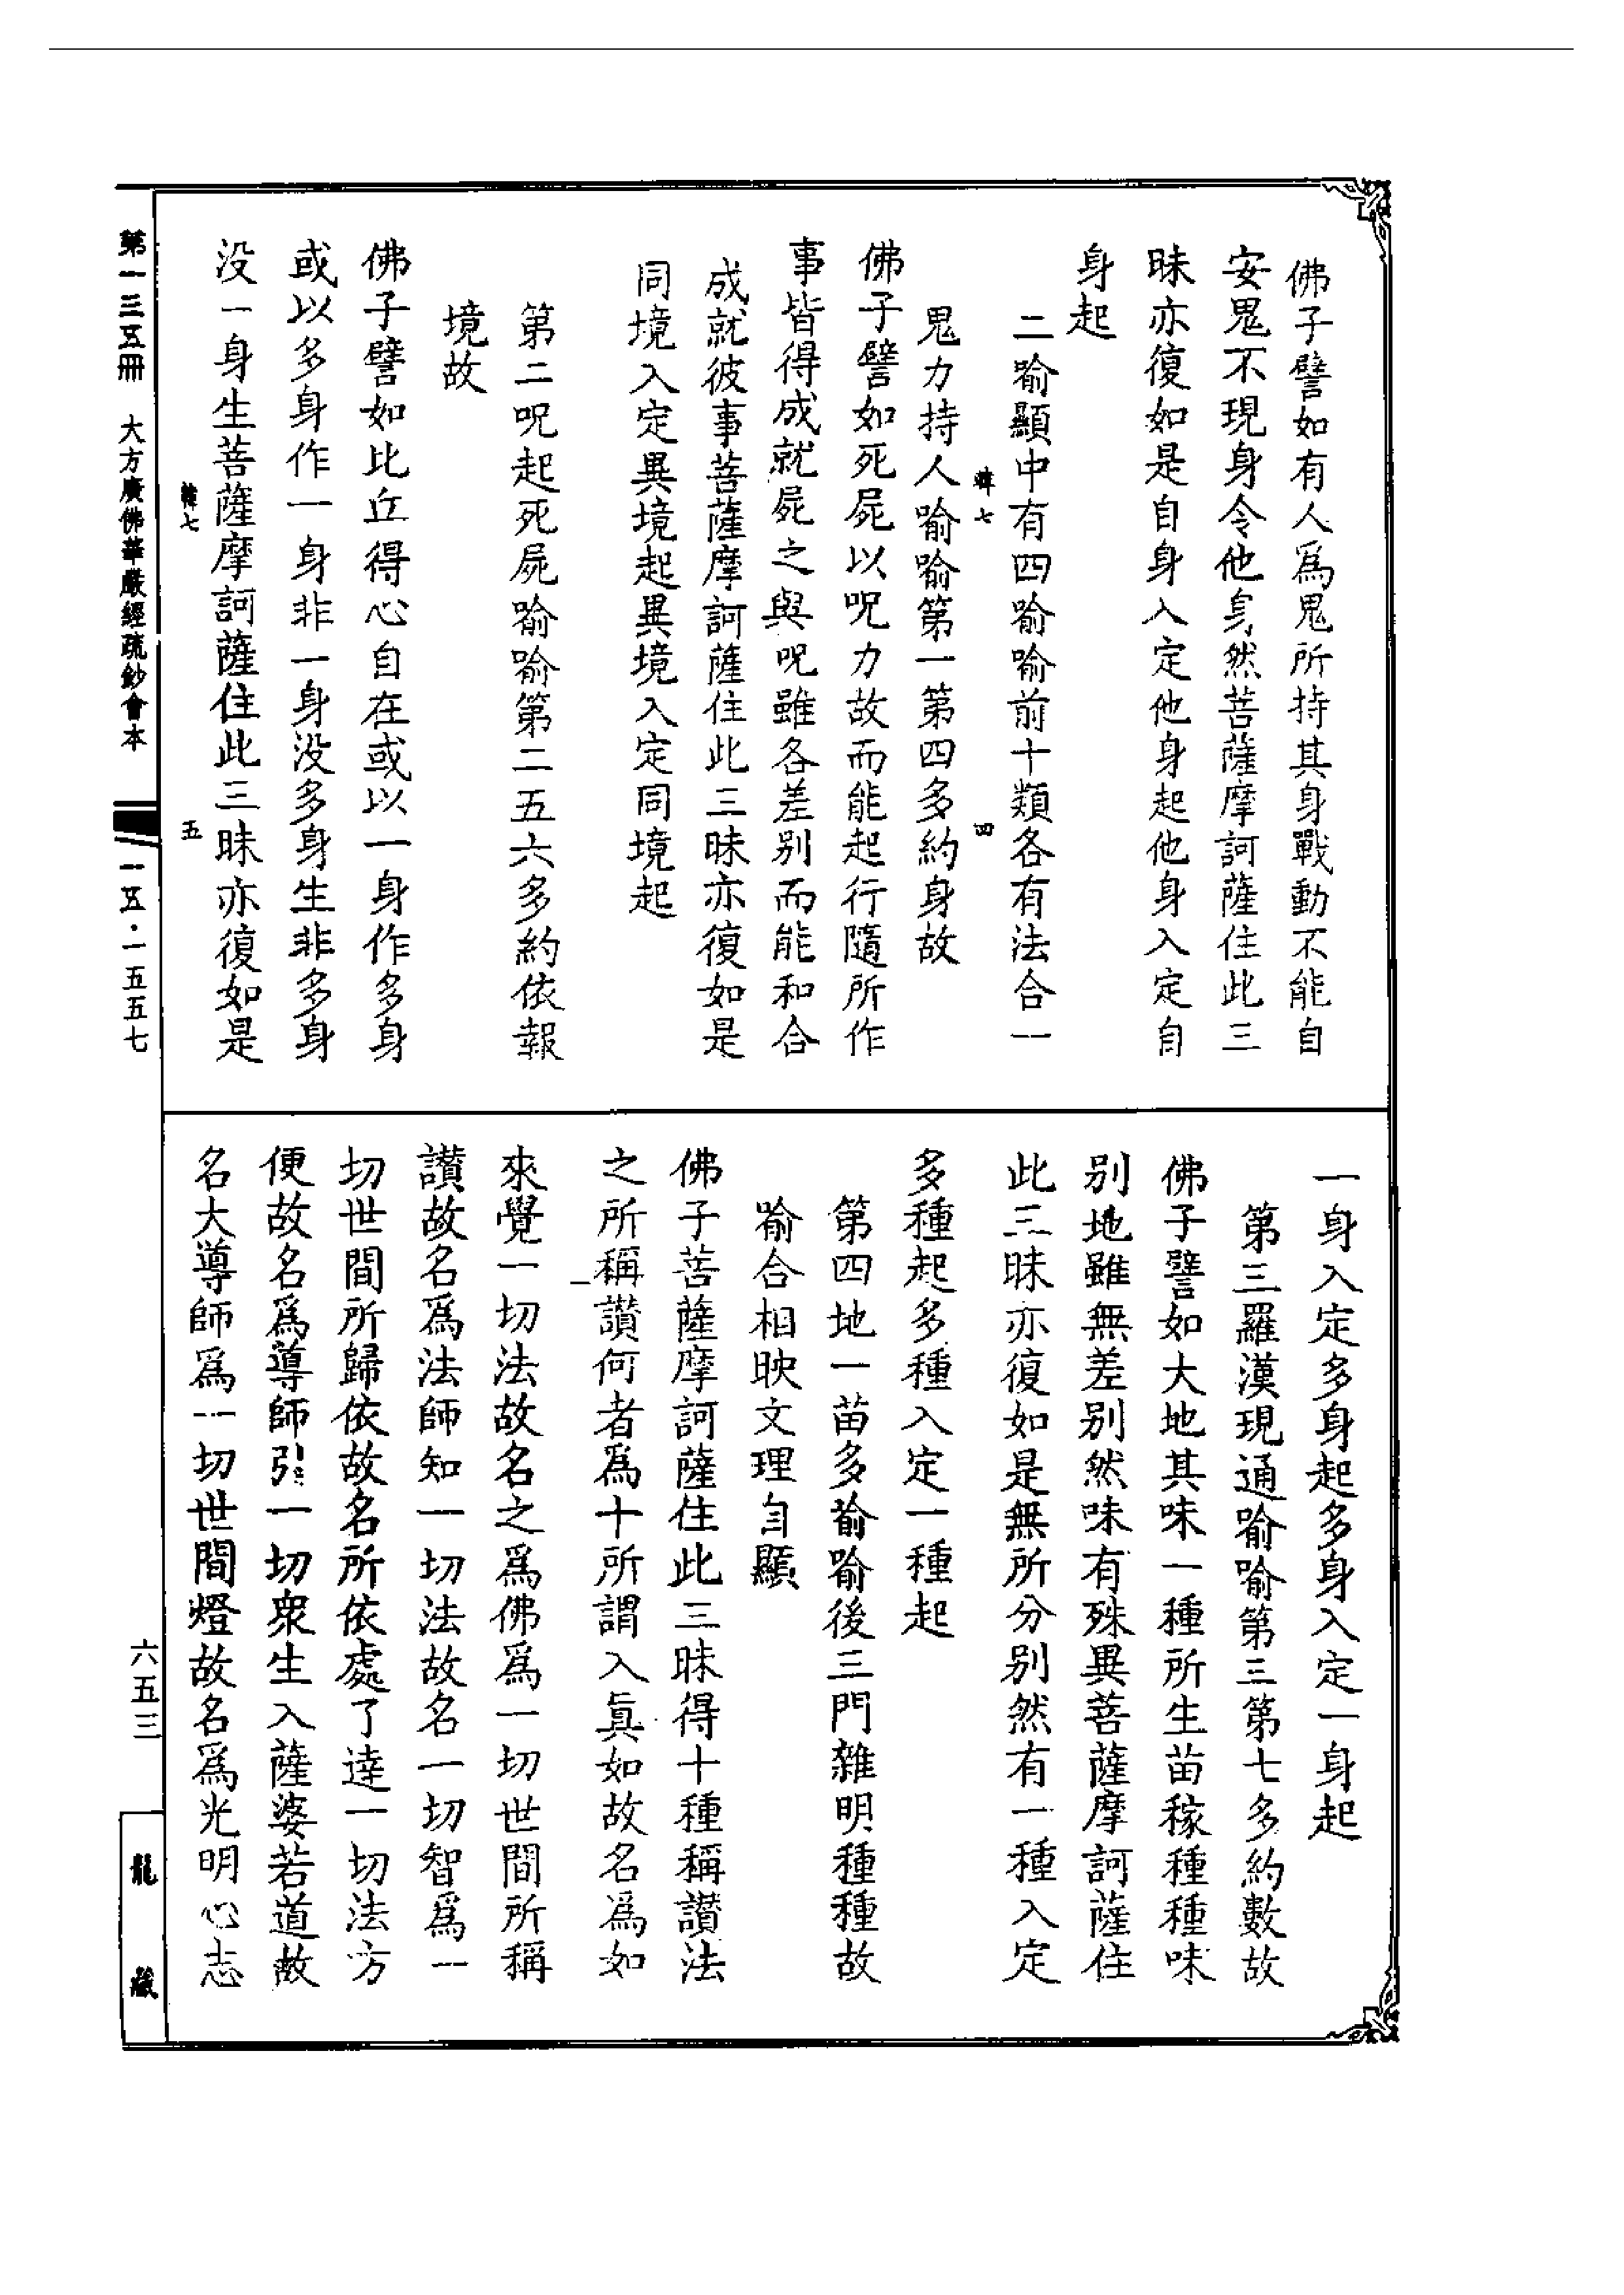 佛子譬如有人為鬼所持其身戰動不能自
安鬼不現身令他身然菩薩摩訶薩住此三
昧亦復如是自身入定他身起他身入定自
身起
二喻顯中有四喻喻前十類各有法合一
韓七
四
鬼力持人喻喻第一第四多約身故
佛子譬如死屍以呪力故而能起行隨所作
事皆得成就屍之與呪雖各差別而能和合
成就彼事菩薩摩訶薩住此三昧亦復如是
同境入定異境起異境入定同境起
第二呪起死屍喻喻第二五六多約依報
境故
佛子譬如比丘得心自在或以一身作多身
或以多身作一身非一身没多身生非多身
没一身生菩薩摩訶薩住此三昧亦復如是
韓七
五
一身入定多身起多身入定一身起
第三羅漢現通喻喻第三第七多約數故
佛子譬如大地其味一種所生苗稼種種味
別地雖無差別然味有殊異菩薩摩訶薩住
此三昧亦復如是無所分別然有一種入定
多種起多種入定一種起
第四地一苗多喻喻後三門雜明種種故
喻合相映文理自顯
佛子菩薩摩訶薩住此三昧得十種稱讃法
之所稱讃何者為十所謂入眞如故名為如
來覺一切法故名之為佛為一切世間所稱
讃故名為法師知一切法故名一切智為一
切世間所歸依故名所依處了達一切法方
便故名為導師引一切衆生入薩婆若道故
名大導師為一切世間燈故名為光明心志
第一三五冊
大方廣佛華嚴經疏鈔會本
一五·一五五七
六五三
龍藏